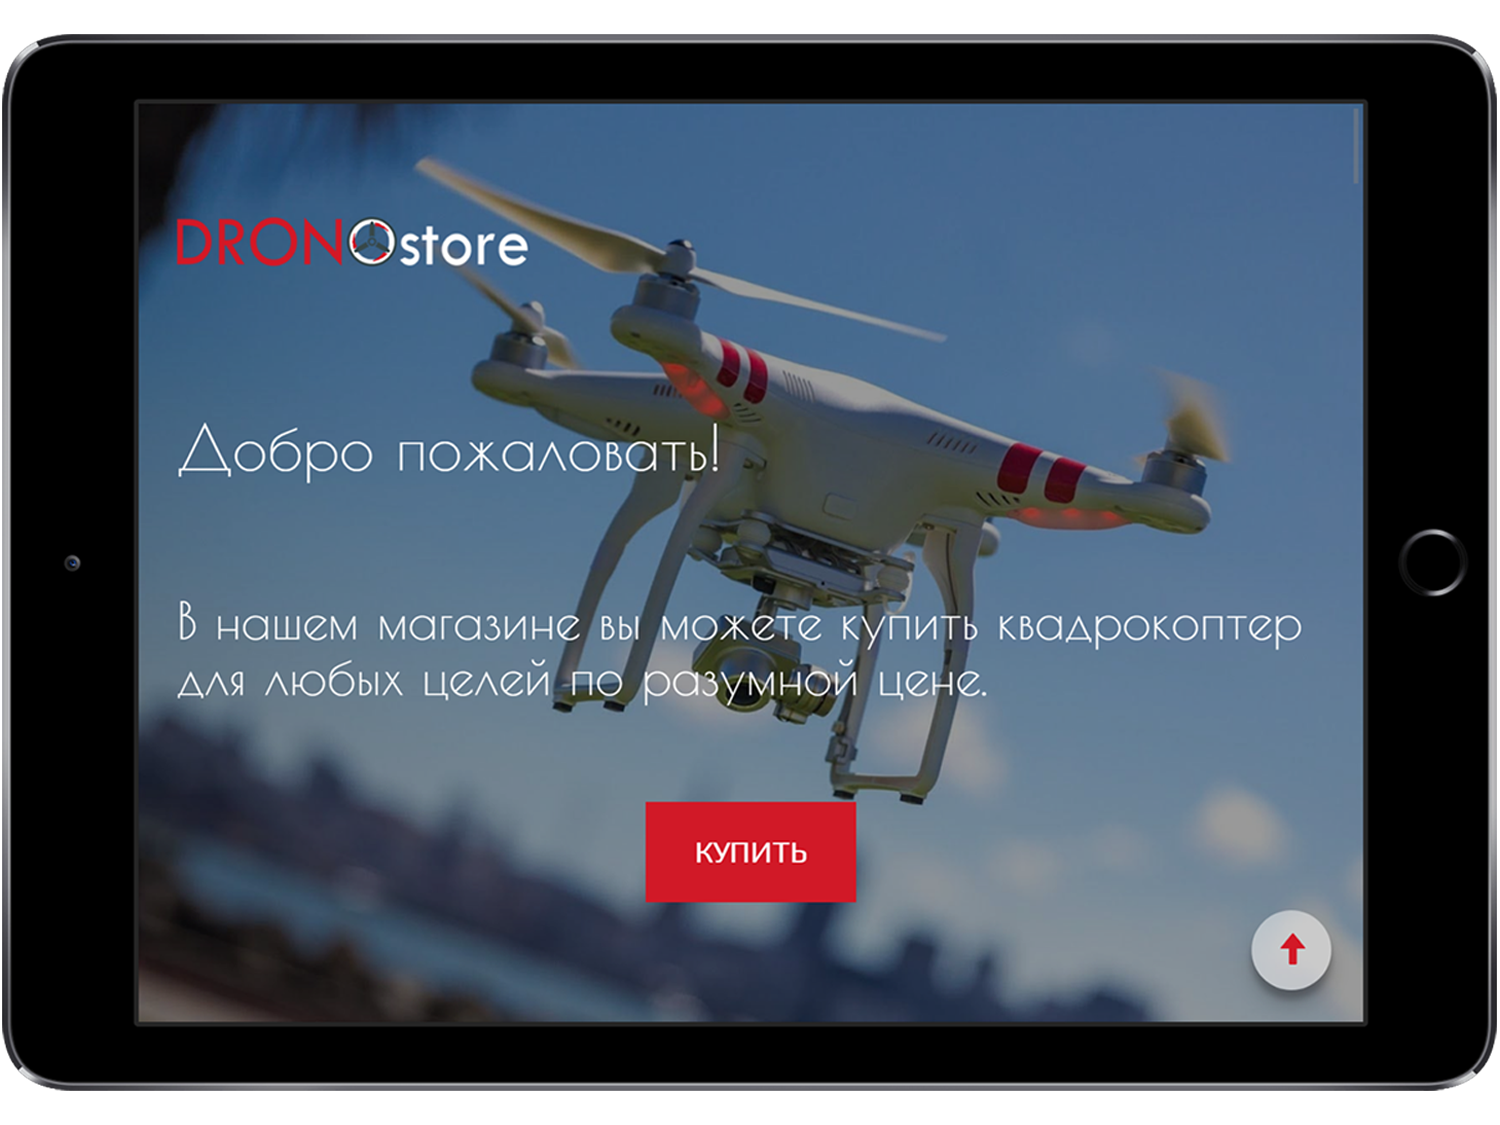 DRONOstore
Добро пожаловать!
В нашем магазине вы можете купить квадрокоптер
для любых целей по разумной цене.
КУПИТЬ